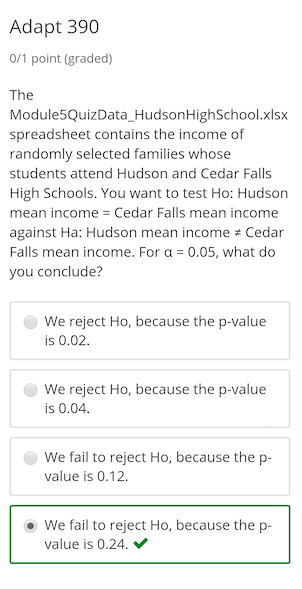 Adapt 390
0/1 point (graded)
The
Module5QuizData_HudsonHighSchool.xlsx
spreadsheet contains the income of
randomly selected families whose
students attend Hudson and Cedar Falls
High Schools. You want to test Ho: Hudson
mean income = Cedar Falls mean income
against Ha: Hudson mean income ≠ Cedar
Falls mean income. For α = 0.05, what do
you conclude?
We reject Ho, because the p-value
is 0.02.
We reject Ho, because the p-value
is 0.04.
We fail to reject Ho, because the p-
value is 0.12.
We fail to reject Ho, because the p-
value is 0.24.